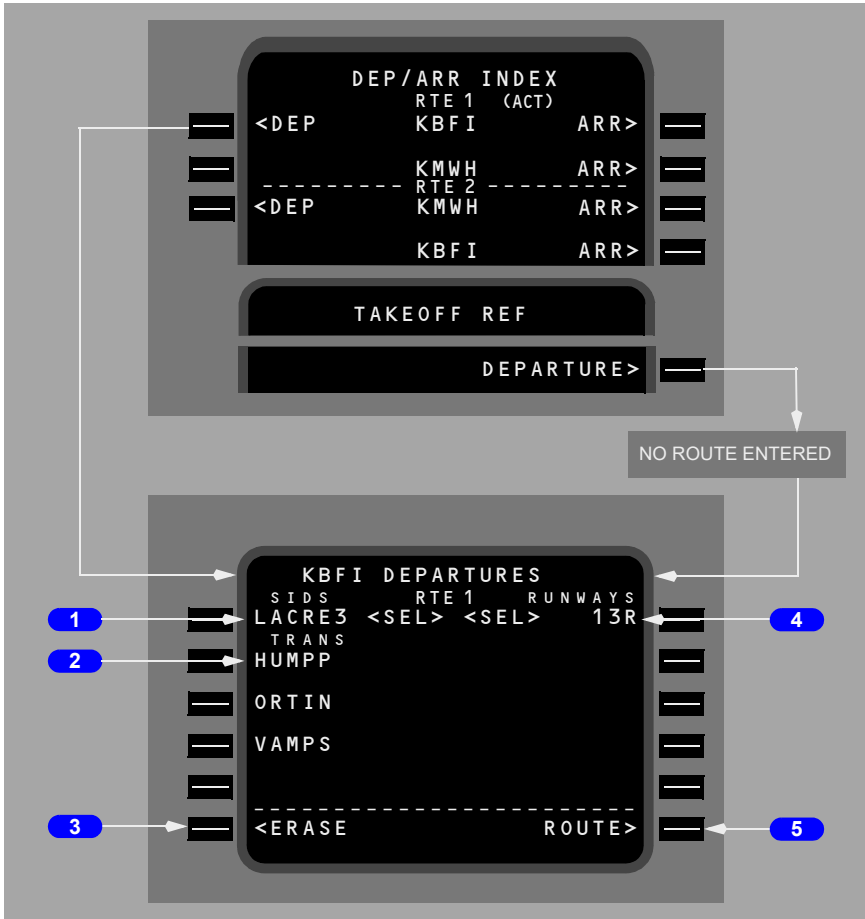 DEP/ARR INDEX
RTE 1 (ACT)
<DEP KBFI ARR>
KMWH ARR>
--------- RTE 2 ---------
<DEP KMWH ARR>
KBFI ARR>
TAKEOFF REF
DEPARTURE>
NO ROUTE ENTERED
KBFI DEPARTURES
SIDS RTE 1 RUNWAYS
1 LACRE3 <SEL> <SEL> 13R 4
TRANS
2 HUMPP
ORTIN
VAMPS
------------------------
3 <ERASE ROUTE> 5